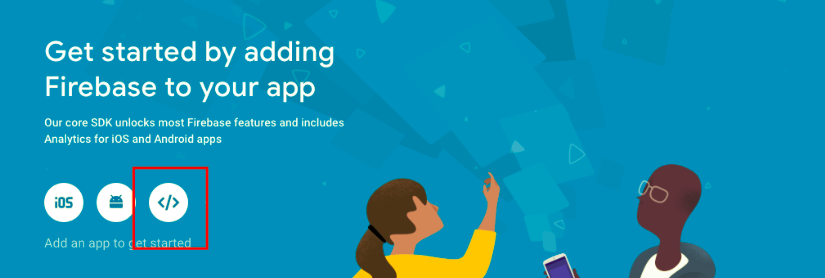 Get started by adding
Firebase to your app
Our core SDK unlocks most Firebase features and includes
Analytics for iOS and Android apps
iOS
</>
Add an app to get started